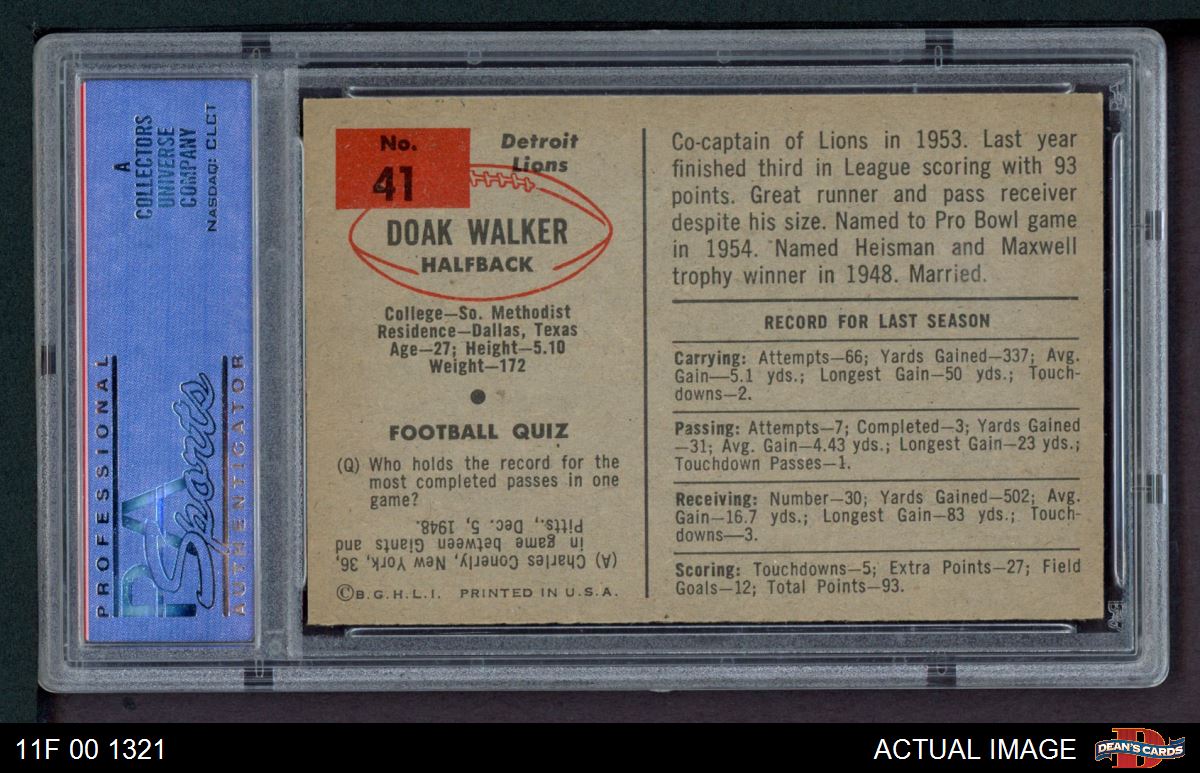 A
COLLECTORS
UNIVERSE
COMPANY
NASDAQ: CLCT
PROFESSIONAL
PSA
Sports
AUTHENTICATOR
No.
41
Detroit
Lions
DOAK WALKER
HALFBACK
College—So. Methodist
Residence—Dallas, Texas
Age—27; Height—5.10
Weight—172
FOOTBALL QUIZ
(Q) Who holds the record for the
most completed passes in one
game?
(A) Charles Conerly, New York, 36,
in game between Giants and
Pitts., Dec. 5, 1948.
©B.G.H.L.I. PRINTED IN U.S.A.
Co-captain of Lions in 1953. Last year
finished third in League scoring with 93
points. Great runner and pass receiver
despite his size. Named to Pro Bowl game
in 1954. Named Heisman and Maxwell
trophy winner in 1948. Married.
RECORD FOR LAST SEASON
Carrying: Attempts—66; Yards Gained—337; Avg.
Gain—5.1 yds.; Longest Gain—50 yds.; Touch-
downs—2.
Passing: Attempts—7; Completed—3; Yards Gained
—31; Avg. Gain—4.43 yds.; Longest Gain—23 yds.;
Touchdown Passes—1.
Receiving: Number—30; Yards Gained—502; Avg.
Gain—16.7 yds.; Longest Gain—83 yds.; Touch-
downs—3.
Scoring: Touchdowns—5; Extra Points—27; Field
Goals—12; Total Points—93.
11F 00 1321
ACTUAL IMAGE
DEAN'S CARDS